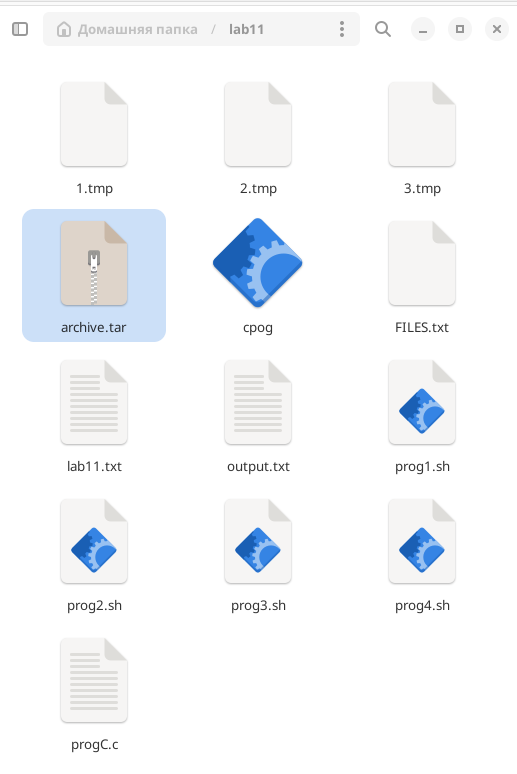 Домашняя папка / lab11
1.tmp 2.tmp 3.tmp
archive.tar cpog FILES.txt
lab11.txt output.txt prog1.sh
prog2.sh prog3.sh prog4.sh
progC.c